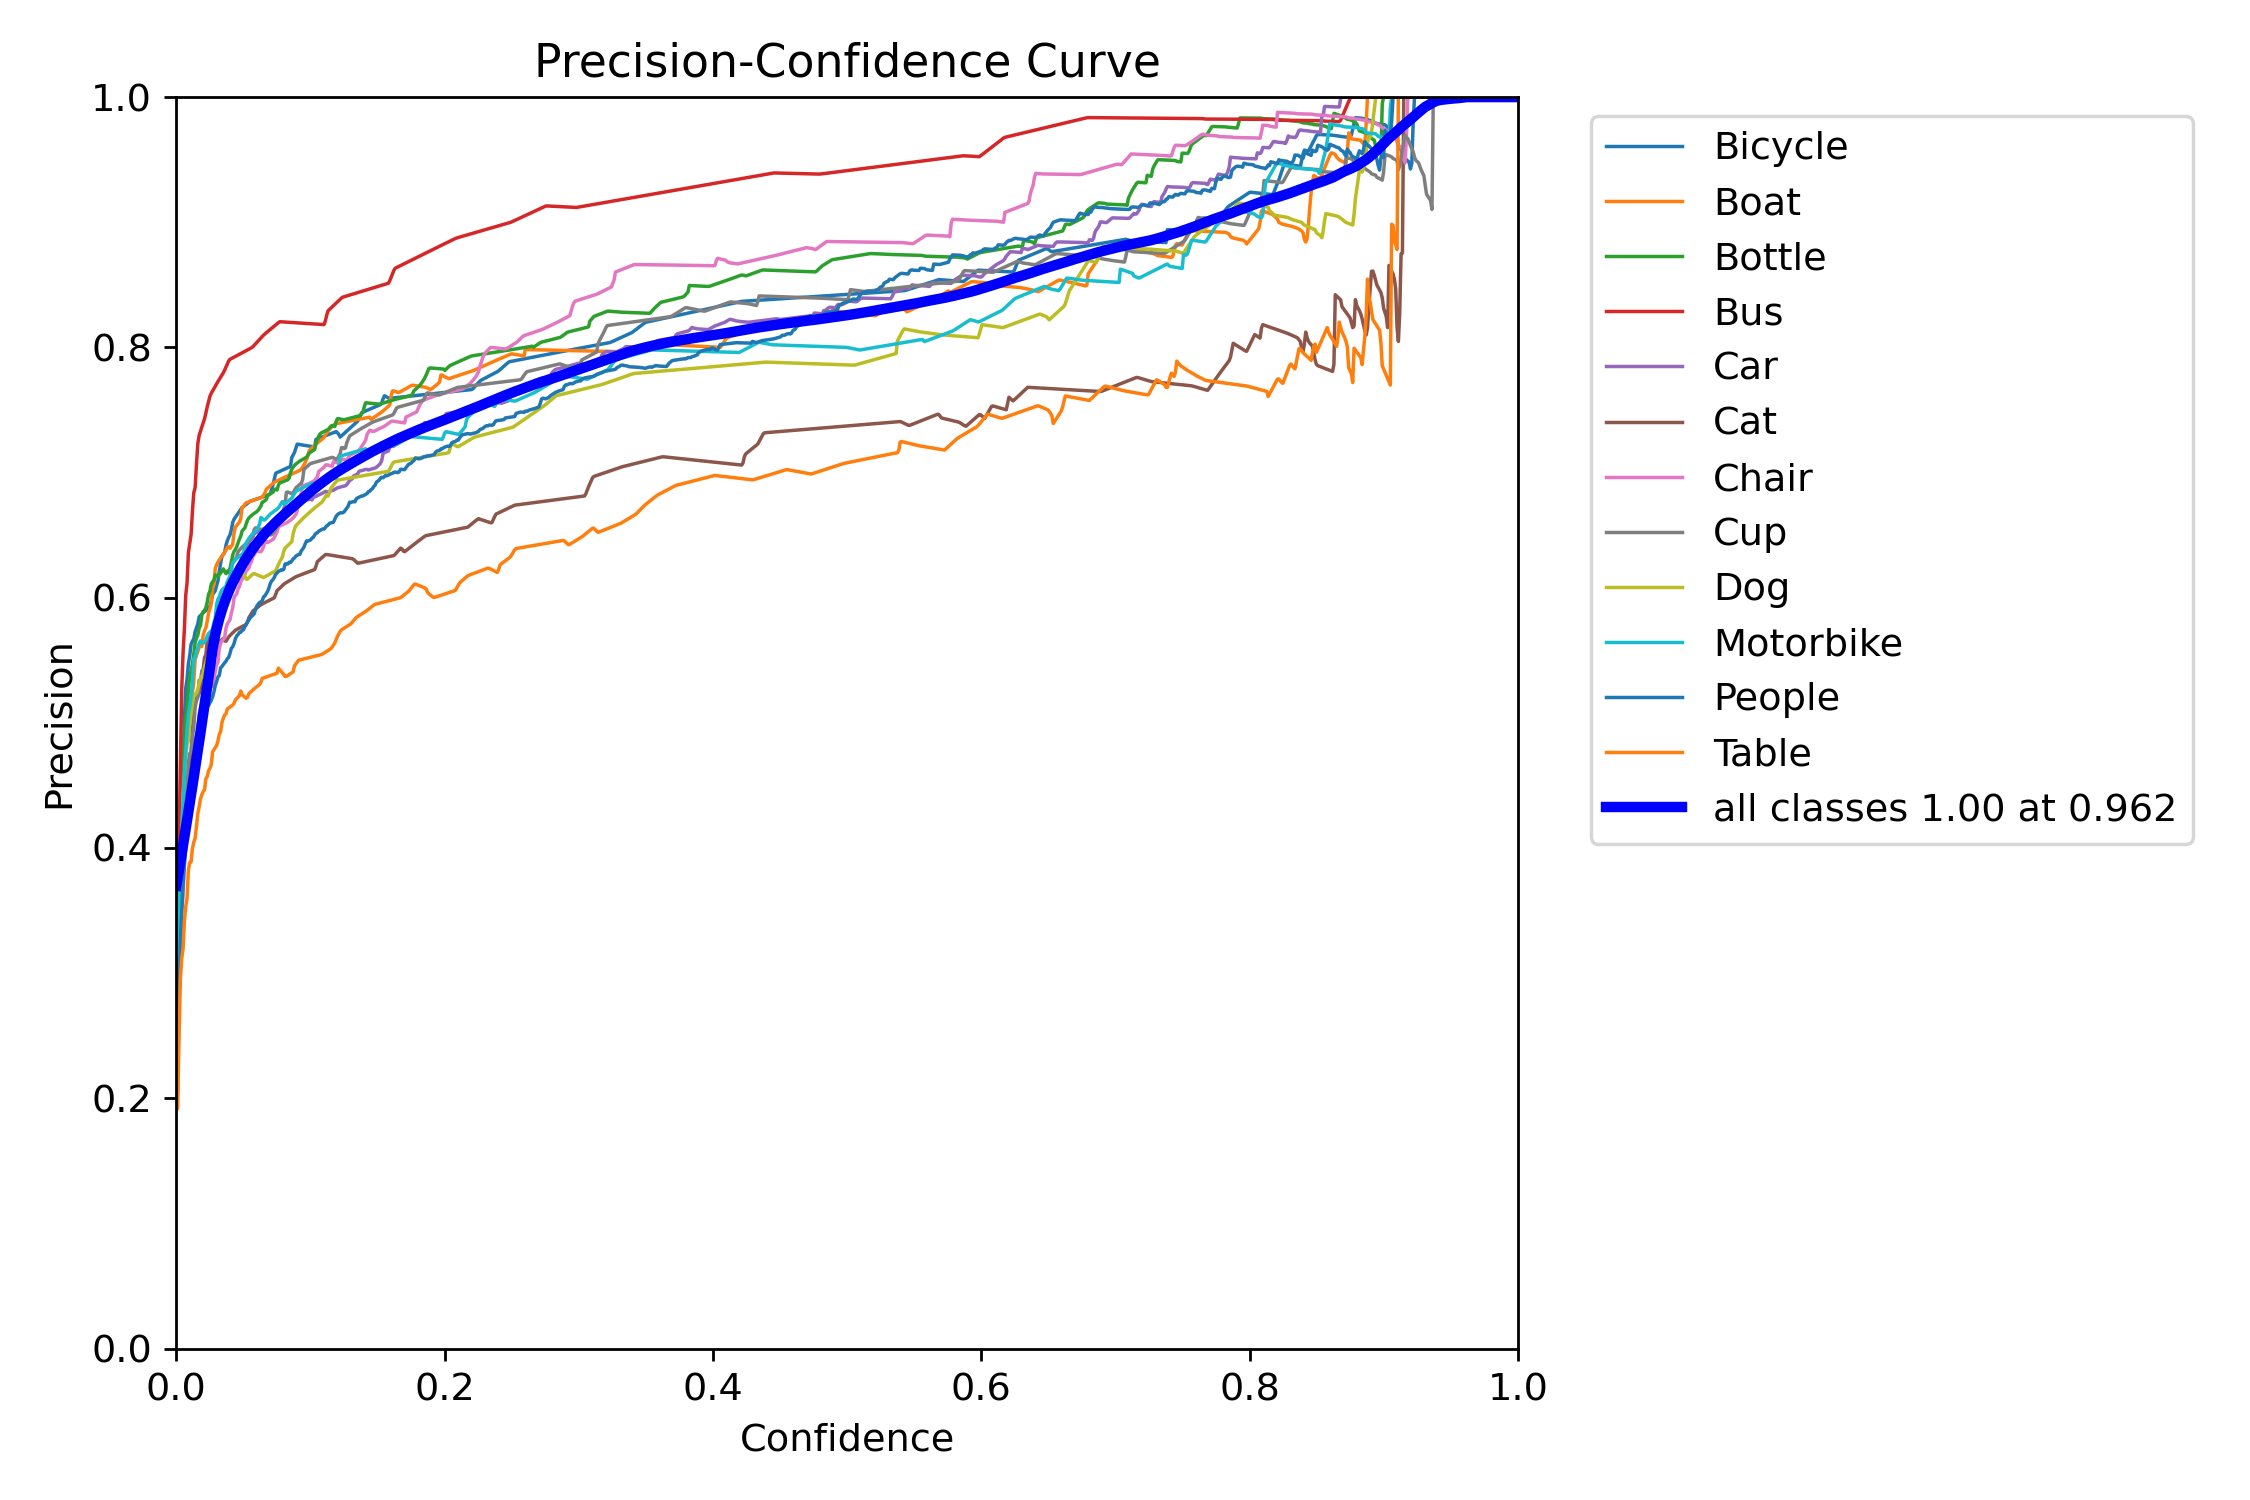 Precision-Confidence Curve
1.0
0.8
0.6
0.4
0.2
0.0
Precision
0.0 0.2 0.4 0.6 0.8 1.0
Confidence
Bicycle
Boat
Bottle
Bus
Car
Cat
Chair
Cup
Dog
Motorbike
People
Table
all classes 1.00 at 0.962